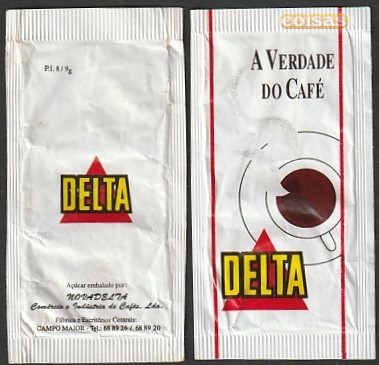 P.I. 8 / 9g
DELTA
Açúcar embalado por:
NOVADELTA
Comércio e Indústria de Cafés, Lda.
Fábrica e Escritórios Centrais:
CAMPO MAIOR - Tel.: 68 89 26 /. 68 89 20
coisas
A VERDADE
DO CAFÉ
DELTA